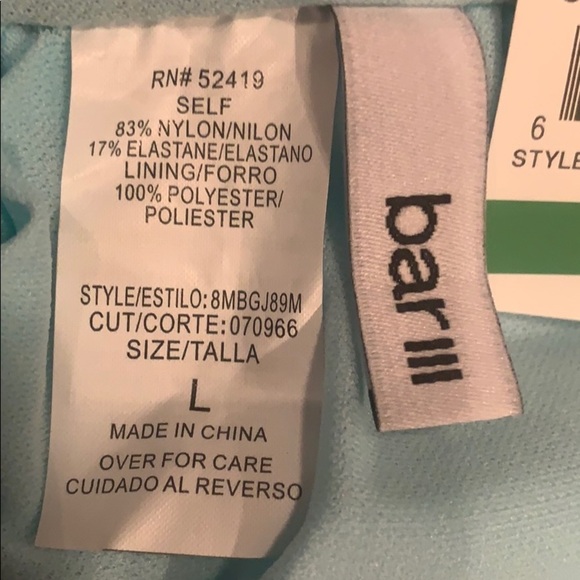 RN# 52419
SELF
83% NYLON/NILON
17% ELASTANE/ELASTANO
LINING/FORRO
100% POLYESTER/
POLIESTER
STYLE/ESTILO:8MBGJ89M
CUT/CORTE:070966
SIZE/TALLA
L
MADE IN CHINA
OVER FOR CARE
CUIDADO AL REVERSO
bar III
6
STYLE